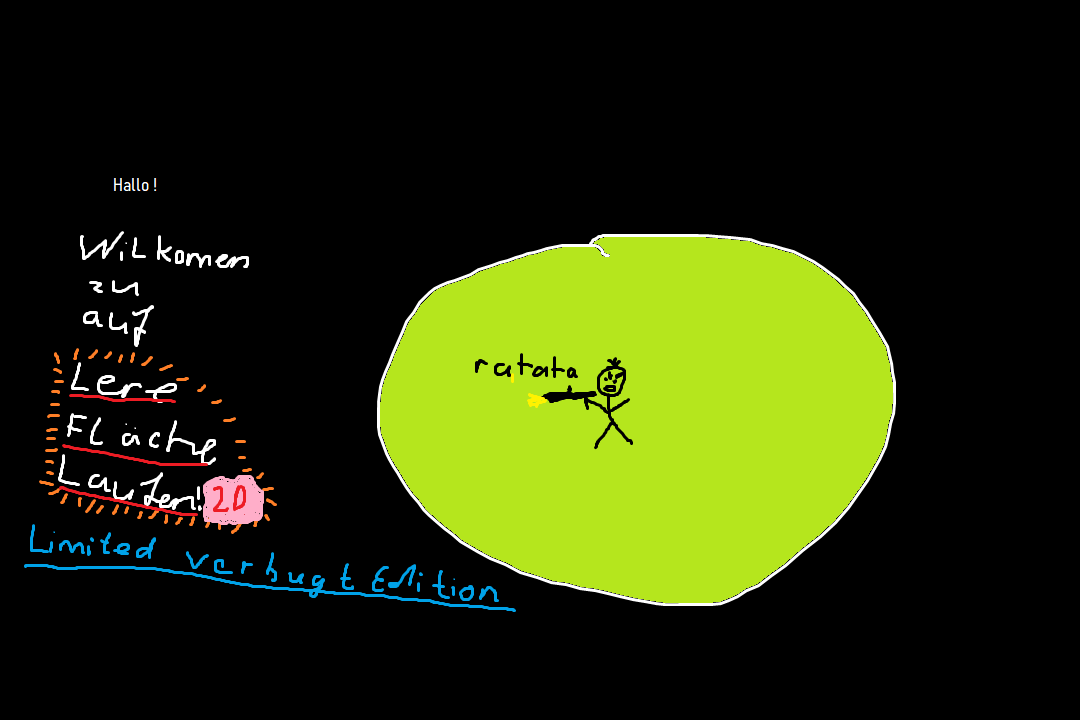 Hallo !
Wilkomen
zu
auf
Lere
Fläche
Laufen! 2D
Limited verbugt Edition
ratata